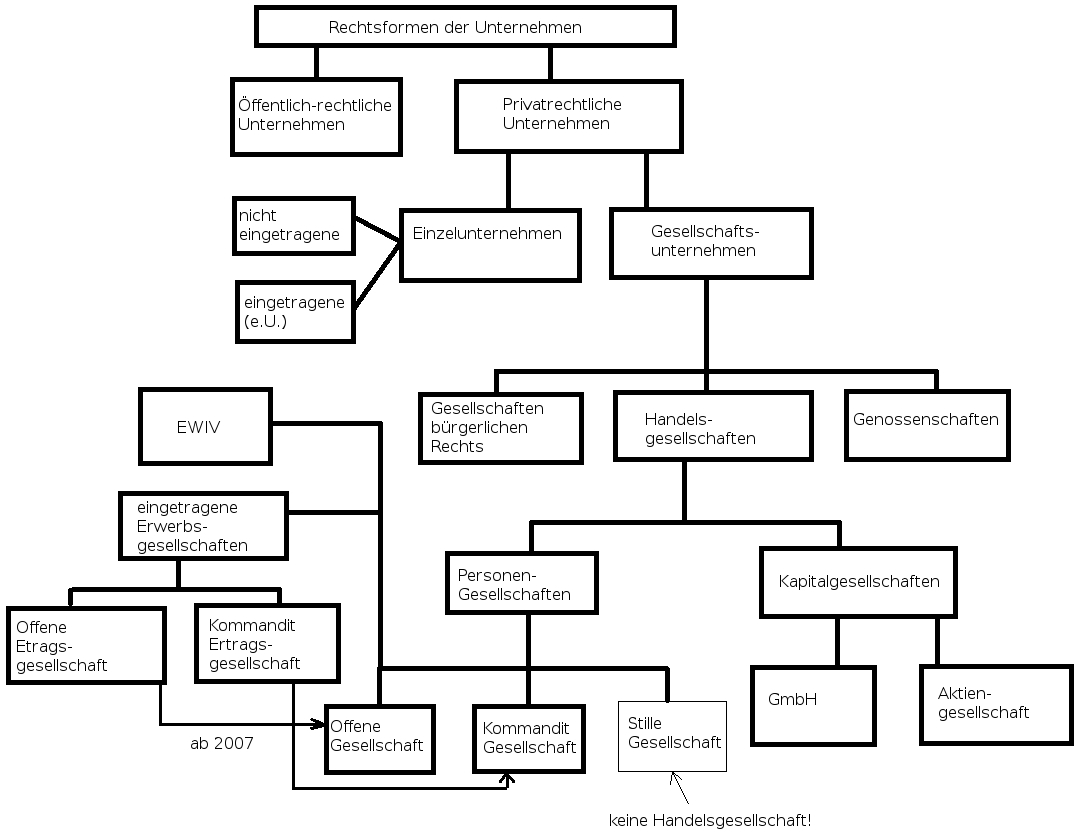 Rechtsformen der Unternehmen
Öffentlich-rechtliche
Unternehmen
Privatrechtliche
Unternehmen
nicht
eingetragene
Einzelunternehmen
Gesellschafts-
unternehmen
eingetragene
(e.U.)
EWIV
Gesellschaften
bürgerlichen
Rechts
Handels-
gesellschaften
Genossenschaften
eingetragene
Erwerbs-
gesellschaften
Personen-
Gesellschaften
Kapitalgesellschaften
Offene
Etrags-
gesellschaft
Kommandit
Ertrags-
gesellschaft
GmbH
Aktien-
gesellschaft
ab 2007
Offene
Gesellschaft
Kommandit
Gesellschaft
Stille
Gesellschaft
keine Handelsgesellschaft!